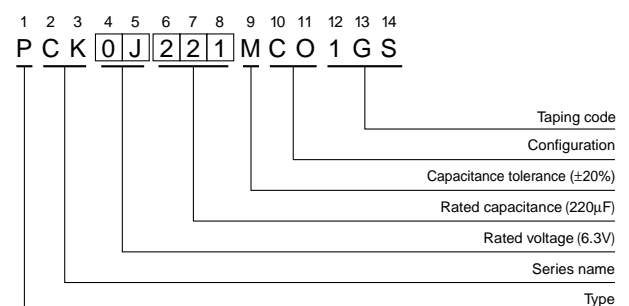 1 2 3 4 5 6 7 8 9 10 11 12 13 14
P C K 0 J 2 2 1 M C O 1 G S
Taping code
Configuration
Capacitance tolerance (±20%)
Rated capacitance (220μF)
Rated voltage (6.3V)
Series name
Type